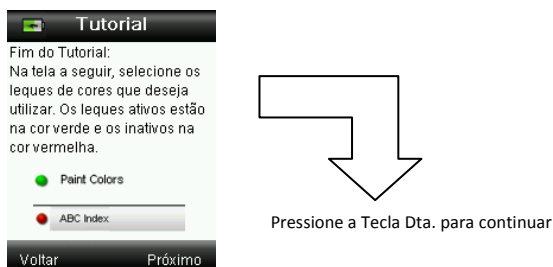 Tutorial
Fim do Tutorial:
Na tela a seguir, selecione os
leques de cores que deseja
utilizar. Os leques ativos estão
na cor verde e os inativos na
cor vermelha.
Paint Colors
ABC Index
Voltar Próximo
Pressione a Tecla Dta. para continuar